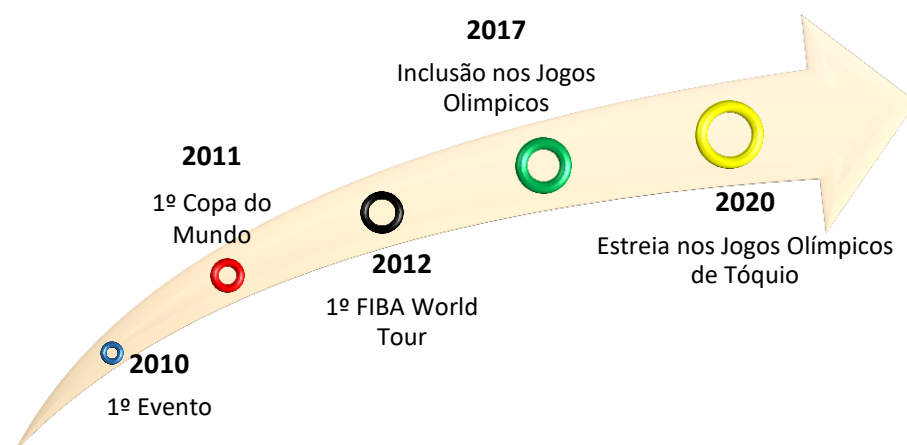 2010
1º Evento
2011
1º Copa do
Mundo
2012
1º FIBA World
Tour
2017
Inclusão nos Jogos
Olimpicos
2020
Estreia nos Jogos Olímpicos
de Tóquio